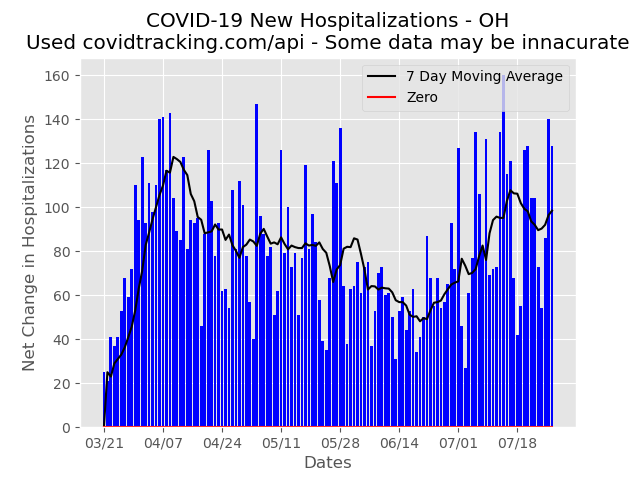 COVID-19 New Hospitalizations - OH
Used covidtracking.com/api - Some data may be innacurate
7 Day Moving Average
Zero
Net Change in Hospitalizations
160
140
120
100
80
60
40
20
0
03/21 04/07 04/24 05/11 05/28 06/14 07/01 07/18
Dates